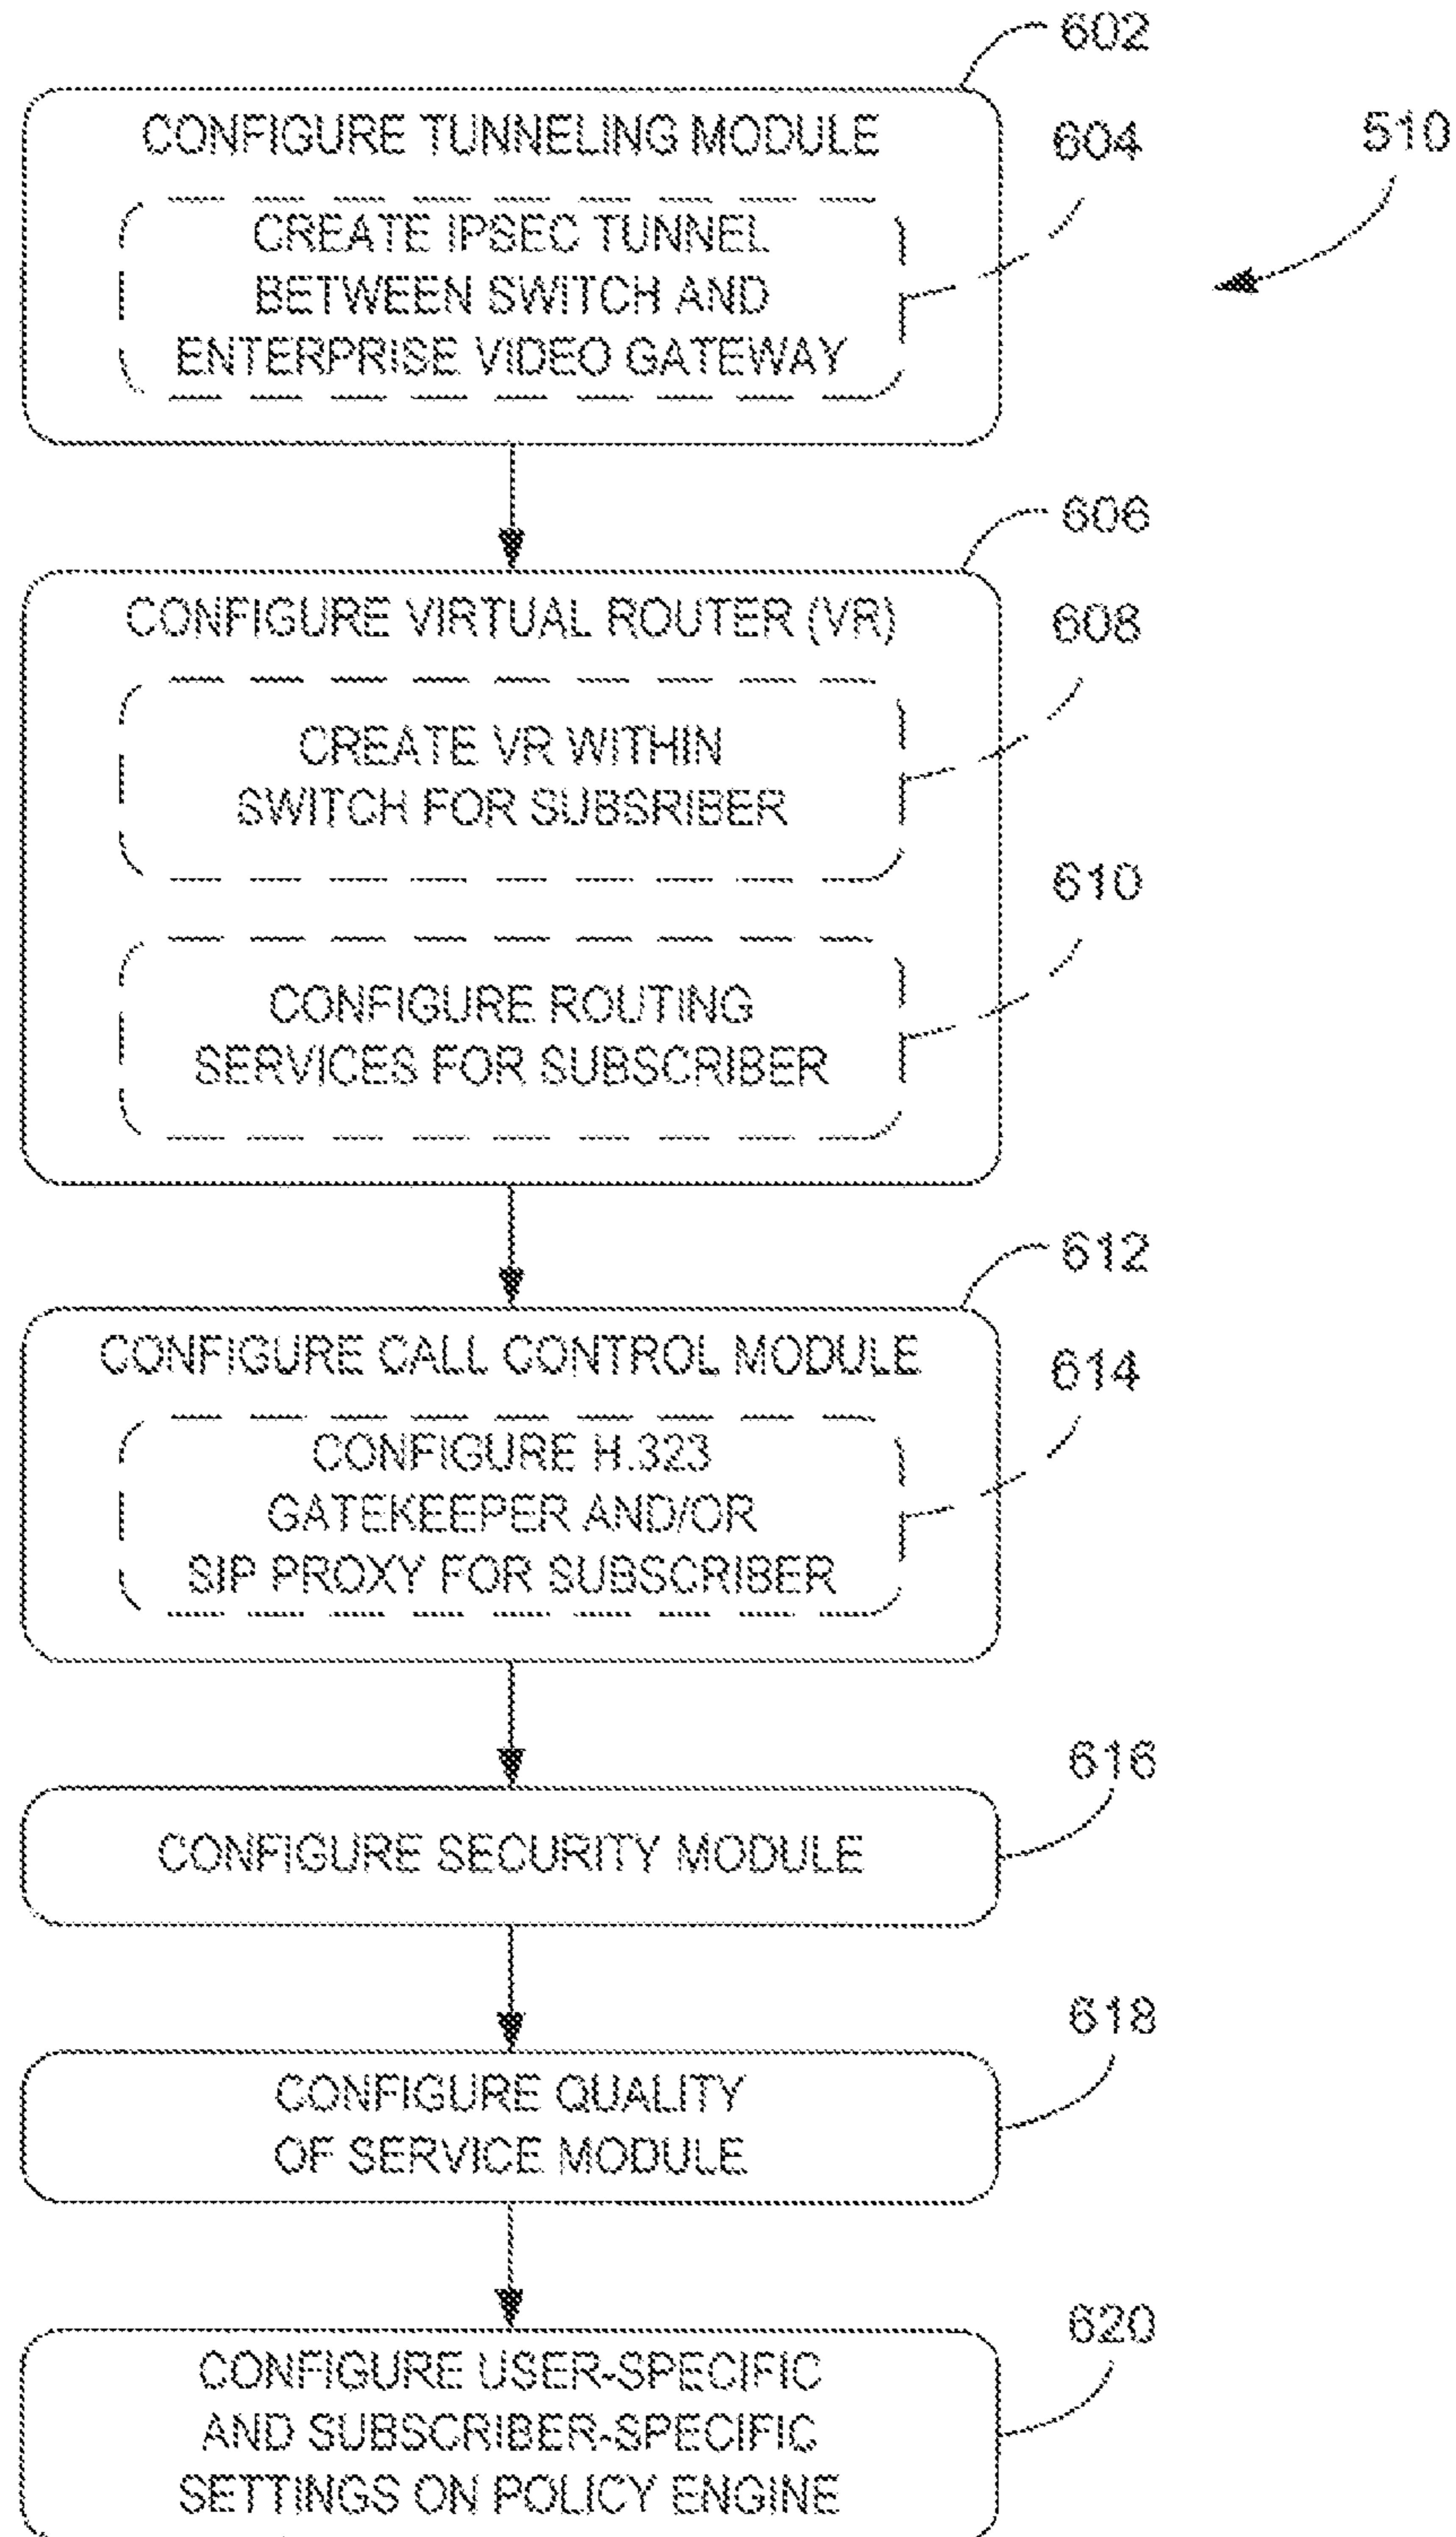 602
CONFIGURE TUNNELING MODULE
604
510
CREATE IPSEC TUNNEL
BETWEEN SWITCH AND
ENTERPRISE VIDEO GATEWAY
606
CONFIGURE VIRTUAL ROUTER (VR)
608
CREATE VR WITHIN
SWITCH FOR SUBSRIBER
610
CONFIGURE ROUTING
SERVICES FOR SUBSCRIBER
612
CONFIGURE CALL CONTROL MODULE
614
CONFIGURE H.323
GATEKEEPER AND/OR
SIP PROXY FOR SUBSCRIBER
616
CONFIGURE SECURITY MODULE
618
CONFIGURE QUALITY
OF SERVICE MODULE
620
CONFIGURE USER-SPECIFIC
AND SUBSCRIBER-SPECIFIC
SETTINGS ON POLICY ENGINE